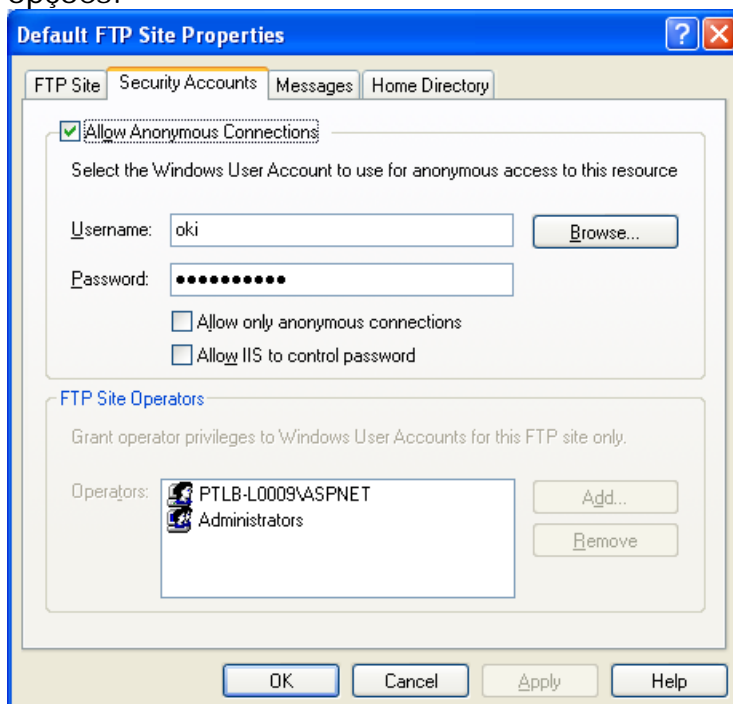 opções:
Default FTP Site Properties
FTP Site Security Accounts Messages Home Directory
Allow Anonymous Connections
Select the Windows User Account to use for anonymous access to this resource
Username: oki Browse...
Password: ●●●●●●●●●●
Allow only anonymous connections
Allow IIS to control password
FTP Site Operators
Grant operator privileges to Windows User Accounts for this FTP site only.
Operators: PTLB-L0009\ASPNET Add...
Administrators
Remove
OK Cancel Apply Help